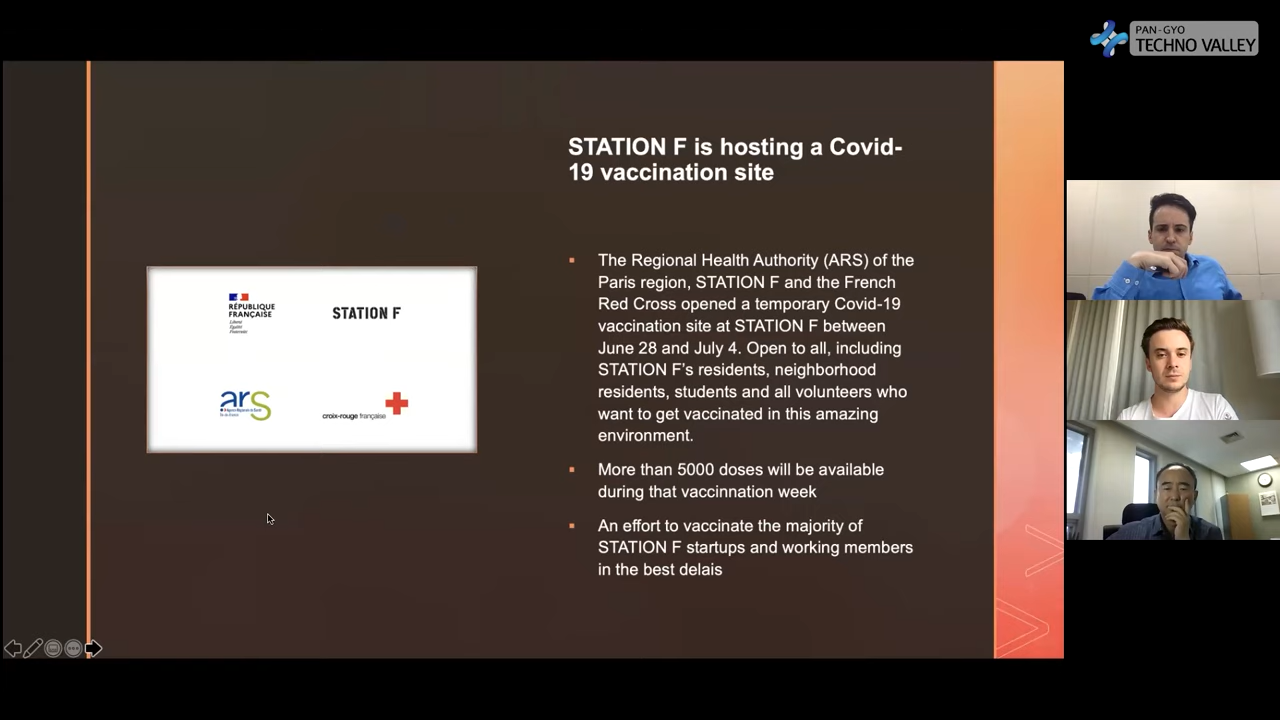 PAN-GYO
TECHNO VALLEY
STATION F is hosting a Covid-
19 vaccination site
RÉPUBLIQUE
FRANÇAISE
Liberté
Égalité
Fraternité
STATION F
ars
croix-rouge française
The Regional Health Authority (ARS) of the
Paris region, STATION F and the French
Red Cross opened a temporary Covid-19
vaccination site at STATION F between
June 28 and July 4. Open to all, including
STATION F's residents, neighborhood
residents, students and all volunteers who
want to get vaccinated in this amazing
environment.
More than 5000 doses will be available
during that vaccinnation week
An effort to vaccinate the majority of
STATION F startups and working members
in the best delais